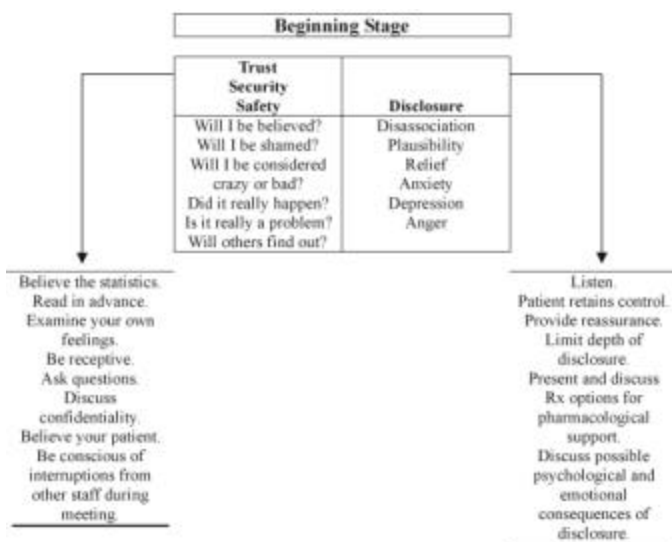 Beginning Stage
Trust
Security
Safety
Will I be believed?
Will I be shamed?
Will I be considered
crazy or bad?
Did it really happen?
Is it really a problem?
Will others find out?
Disclosure
Disassociation
Plausibility
Relief
Anxiety
Depression
Anger
Believe the statistics.
Read in advance.
Examine your own
feelings.
Be receptive.
Ask questions.
Discuss
confidentiality.
Believe your patient.
Be conscious of
interruptions from
other staff during
meeting.
Listen.
Patient retains control.
Provide reassurance.
Limit depth of
disclosure.
Present and discuss
Rx options for
pharmacological
support.
Discuss possible
psychological and
emotional
consequences of
disclosure.